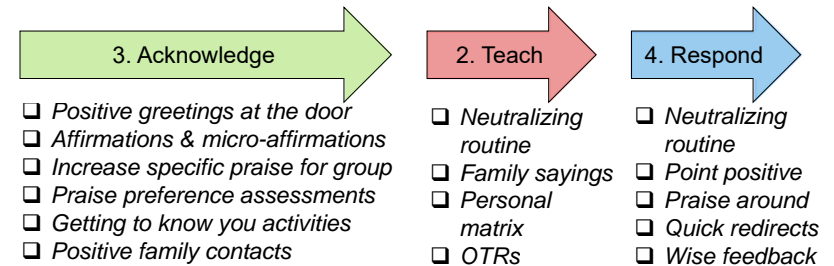 3. Acknowledge
❑ Positive greetings at the door
❑ Affirmations & micro-affirmations
❑ Increase specific praise for group
❑ Praise preference assessments
❑ Getting to know you activities
❑ Positive family contacts
2. Teach
❑ Neutralizing
routine
❑ Family sayings
❑ Personal
matrix
❑ OTRs
4. Respond
❑ Neutralizing
routine
❑ Point positive
❑ Praise around
❑ Quick redirects
❑ Wise feedback